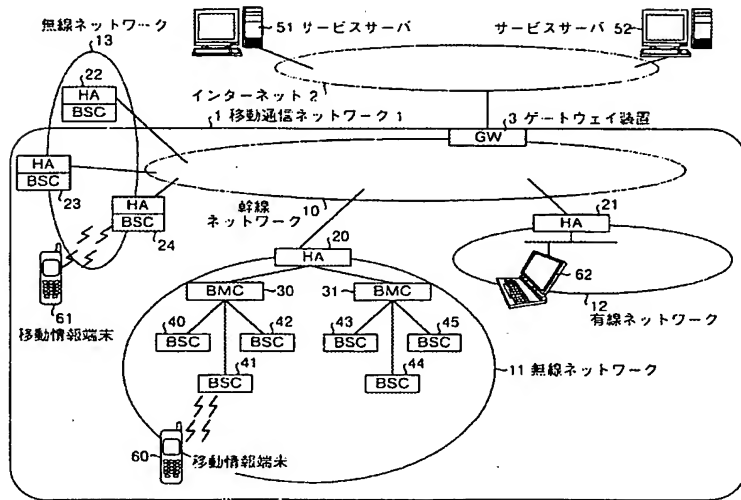 無線ネットワーク
13
51 サービスサーバ
サービスサーバ 52
インターネット 2
1 移動通信ネットワーク 1
3 ゲートウェイ装置
GW
22
HA
BSC
HA
BSC
23
HA
BSC
24
幹線
ネットワーク
10
20
HA
21
HA
62
12
有線ネットワーク
61
移動情報端末
BMC
30
31
BMC
40
BSC
42
BSC
41
BSC
43
BSC
45
BSC
44
BSC
11 無線ネットワーク
60
移動情報端末